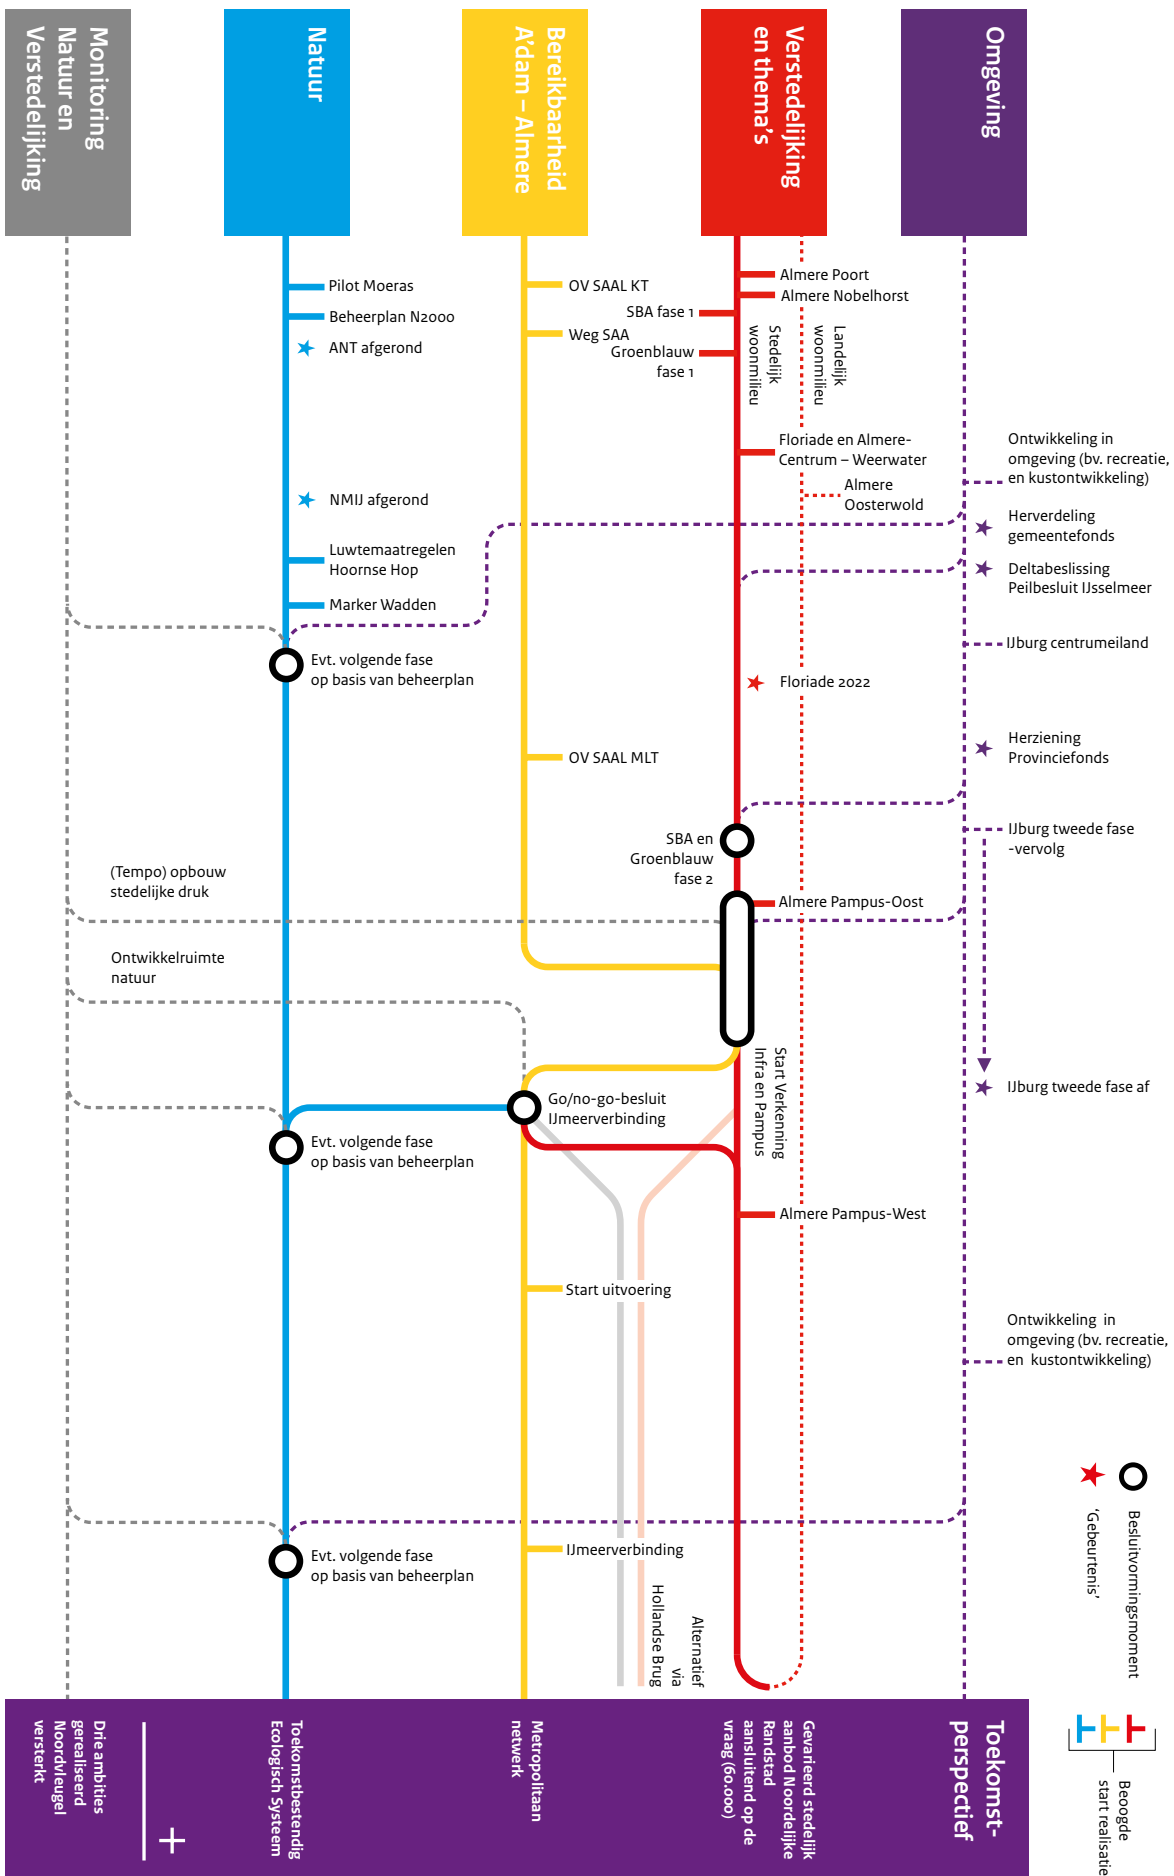 Monitoring
Natuur en
Verstedelijking
Natuur
Bereikbaarheid
A'dam – Almere
Verstedelijking
en thema's
Omgeving
Pilot Moeras
Beheerplan N2000
ANT afgerond
NMIJ afgerond
Luwtemaatregelen
Hoornse Hop
Marker Wadden
Evt. volgende fase
op basis van beheerplan
(Tempo) opbouw
stedelijke druk
Ontwikkelruimte
natuur
Evt. volgende fase
op basis van beheerplan
Evt. volgende fase
op basis van beheerplan
OV SAAL KT
Weg SAA
OV SAAL MLT
Go/no-go-besluit
IJmeerverbinding
Start uitvoering
IJmeerverbinding
Alternatief
via
Hollandse Brug
Almere Poort
Almere Nobelhorst
SBA fase 1
Groenblauw
fase 1
Stedelijk
woonmilieu
Landelijk
woonmilieu
Floriade en Almere-
Centrum – Weerwater
Almere
Oosterwold
Floriade 2022
SBA en
Groenblauw
fase 2
Almere Pampus-Oost
Start Verkenning
Infra en Pampus
Almere Pampus-West
Ontwikkeling in
omgeving (bv. recreatie,
en kustontwikkeling)
Herverdeling
gemeentefonds
Deltabeslissing
Peilbesluit IJsselmeer
IJburg centrumeiland
Herziening
Provinciefonds
IJburg tweede fase
-vervolg
IJburg tweede fase af
Ontwikkeling in
omgeving (bv. recreatie,
en kustontwikkeling)
Besluitvormingsmoment
'Gebeurtenis'
Beoogde
start realisatie
Toekomst-
perspectief
Gevarieerd stedelijk
aanbod Noordelijke
Randstad
aansluitend op de
vraag (60.000)
Metropolitaan
netwerk
Toekomstbestendig
Ecologisch Systeem
+
Drie ambities
gerealiseerd
Noordvleugel
versterkt